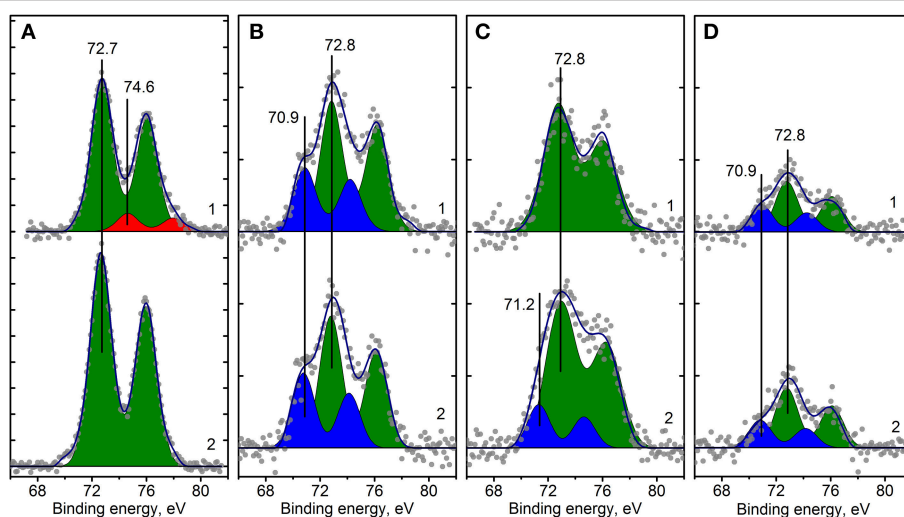 A
72.7
74.6
1
2
68 72 76 80
Binding energy, eV
B
72.8
70.9
1
2
68 72 76 80
Binding energy, eV
C
72.8
1
71.2
2
68 72 76 80
Binding energy, eV
D
72.8
70.9
1
2
68 72 76 80
Binding energy, eV